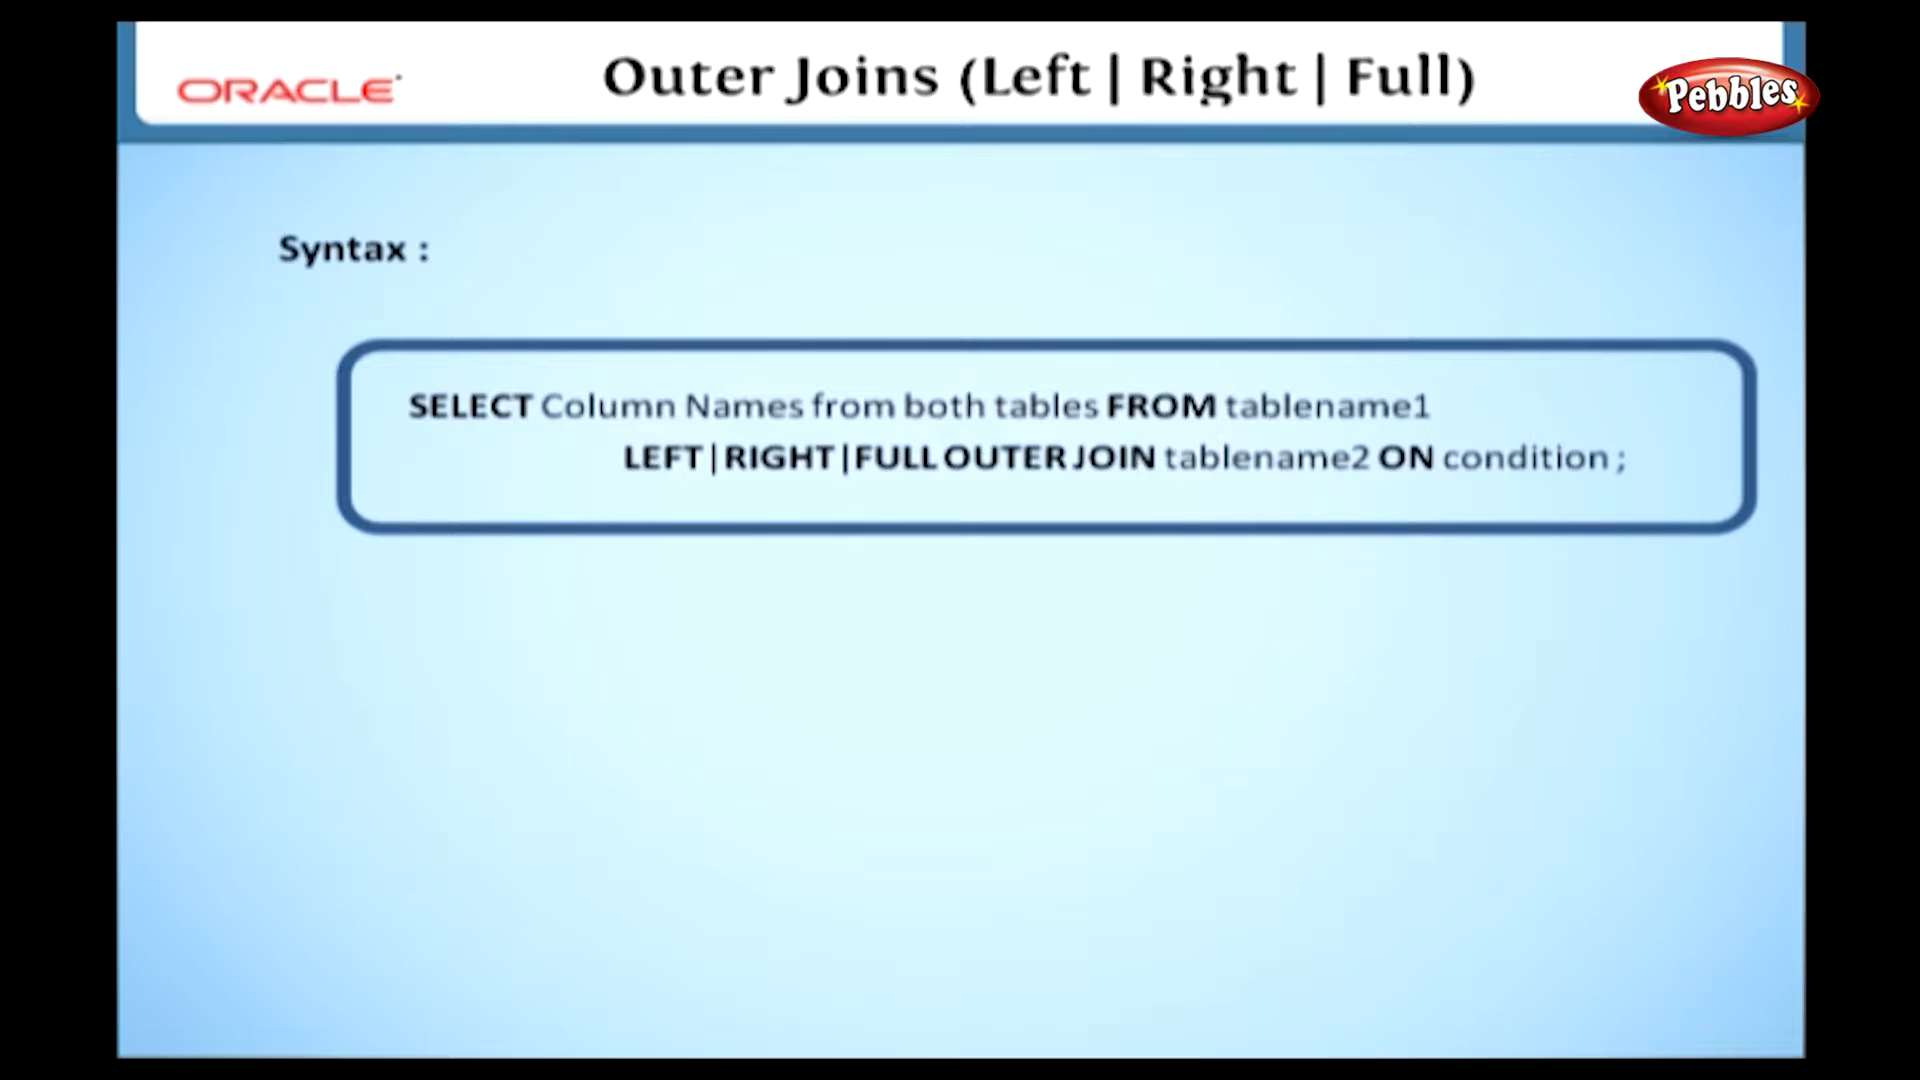 ORACLE
Outer Joins (Left | Right | Full)
Pebbles
Syntax :
SELECT Column Names from both tables FROM tablename1
LEFT|RIGHT|FULL OUTER JOIN tablename2 ON condition ;